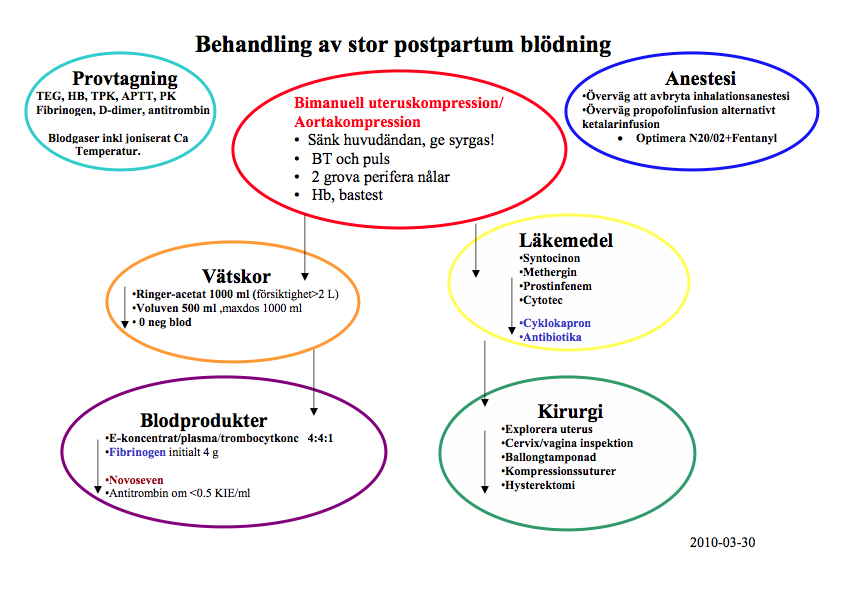 Behandling av stor postpartum blödning
Provtagning
TEG, HB, TPK, APTT, PK
Fibrinogen, D-dimer, antitrombin
Blodgaser inkl joniserat Ca
Temperatur.
Bimanuell uteruskompression/
Aortakompression
• Sänk huvudändan, ge syrgas!
• BT och puls
• 2 grova perifera nålar
• Hb, bastest
Anestesi
•Överväg att avbryta inhalationsanestesi
•Överväg propofolinfusion alternativt
ketalarinfusion
• Optimera N20/02+Fentanyl
Vätskor
•Ringer-acetat 1000 ml (försiktighet>2 L)
•Voluven 500 ml ,maxdos 1000 ml
• 0 neg blod
Läkemedel
•Syntocinon
•Methergin
•Prostinfenem
•Cytotec
•Cyklokapron
•Antibiotika
Blodprodukter
•E-koncentrat/plasma/trombocytkonc 4:4:1
•Fibrinogen initialt 4 g
•Novoseven
•Antitrombin om <0.5 KIE/ml
Kirurgi
•Explorera uterus
•Cervix/vagina inspektion
•Ballongtamponad
•Kompressionssuturer
•Hysterektomi
2010-03-30